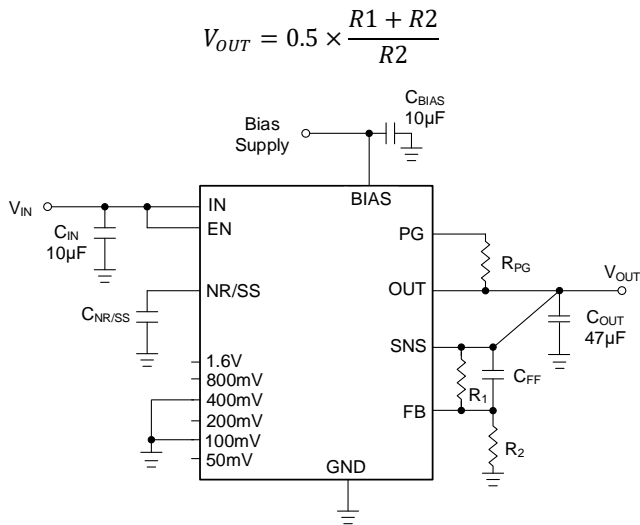 V_OUT = 0.5 × (R1 + R2) / R2
C_BIAS
10µF
Bias
Supply
BIAS
V_IN
IN
EN
C_IN
10µF
NR/SS
C_NR/SS
PG
R_PG
OUT
V_OUT
C_OUT
47µF
SNS
C_FF
R_1
FB
R_2
1.6V
800mV
400mV
200mV
100mV
50mV
GND